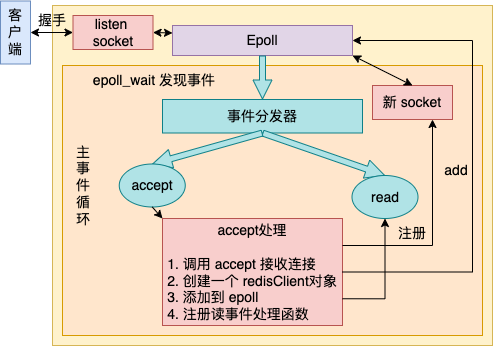 客
户
端
握手
listen
socket
Epoll
epoll_wait 发现事件
事件分发器
新 socket
主
事
件
循
环
accept
read
add
注册
accept处理
1. 调用 accept 接收连接
2. 创建一个 redisClient对象
3. 添加到 epoll
4. 注册读事件处理函数